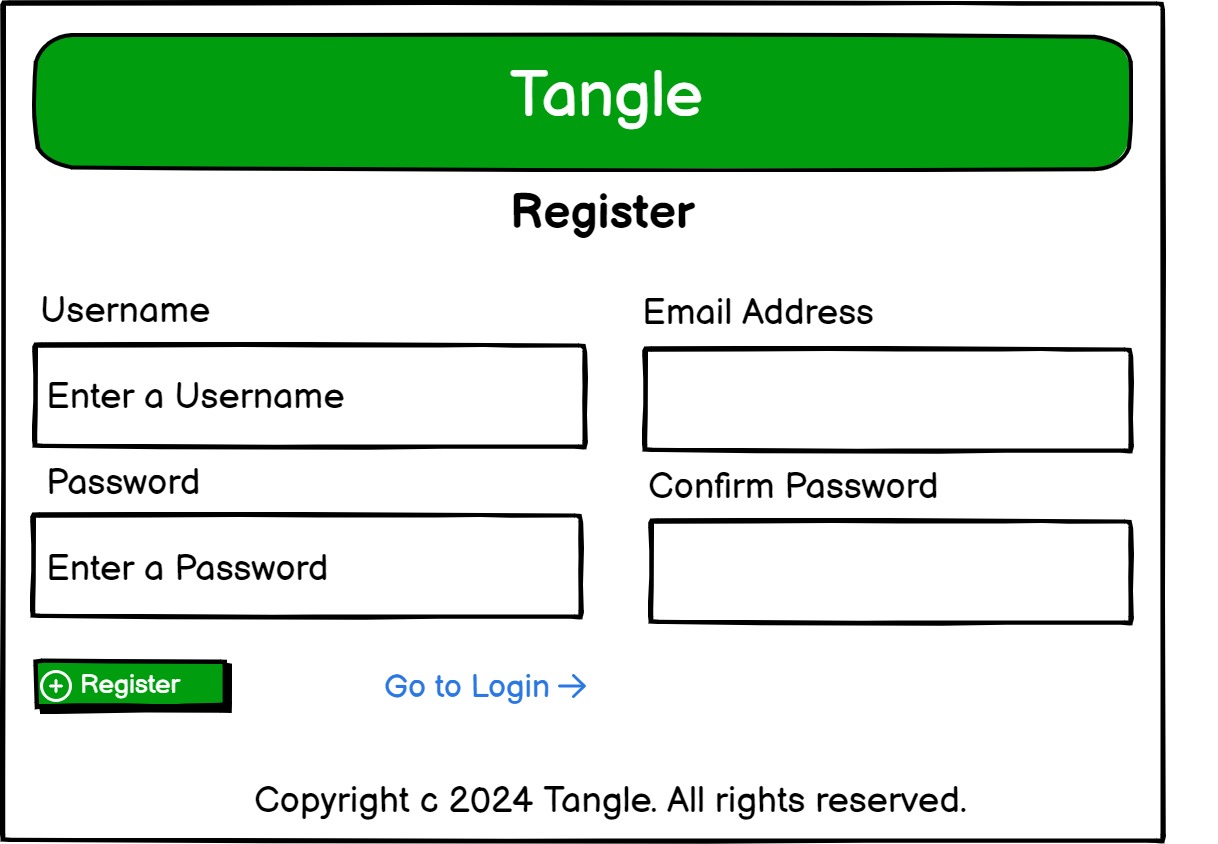 Tangle
Register
Username
Email Address
Enter a Username
Password
Confirm Password
Enter a Password
Register
Go to Login →
Copyright c 2024 Tangle. All rights reserved.